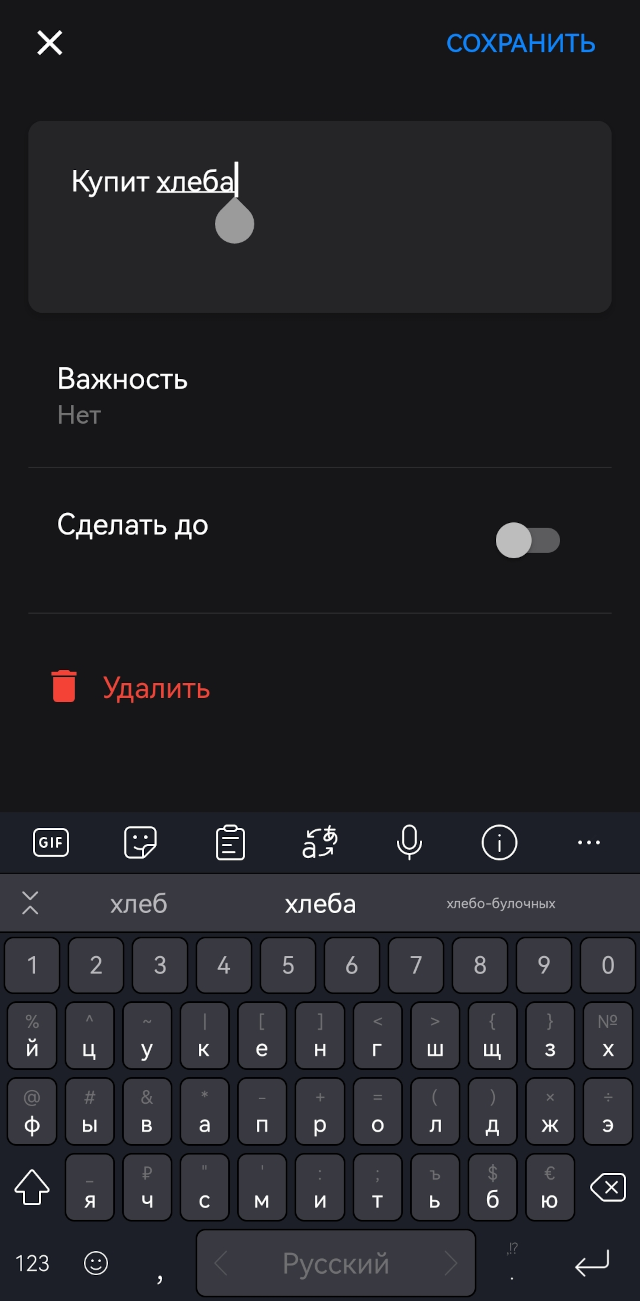 СОХРАНИТЬ
Купит хлеба
Важность
Нет
Сделать до
Удалить
GIF
хлеб хлеба хлебо-булочных
1 2 3 4 5 6 7 8 9 0
% ^ ~ | [ ] < > { } №
й ц у к е н г ш щ з х
@ # & * - + = ( ) × ÷
ф ы в а п р о л д ж э
_ ₽ " ' : ; ъ $ €
я ч с м и т ь б ю
,!?
123 , Русский .